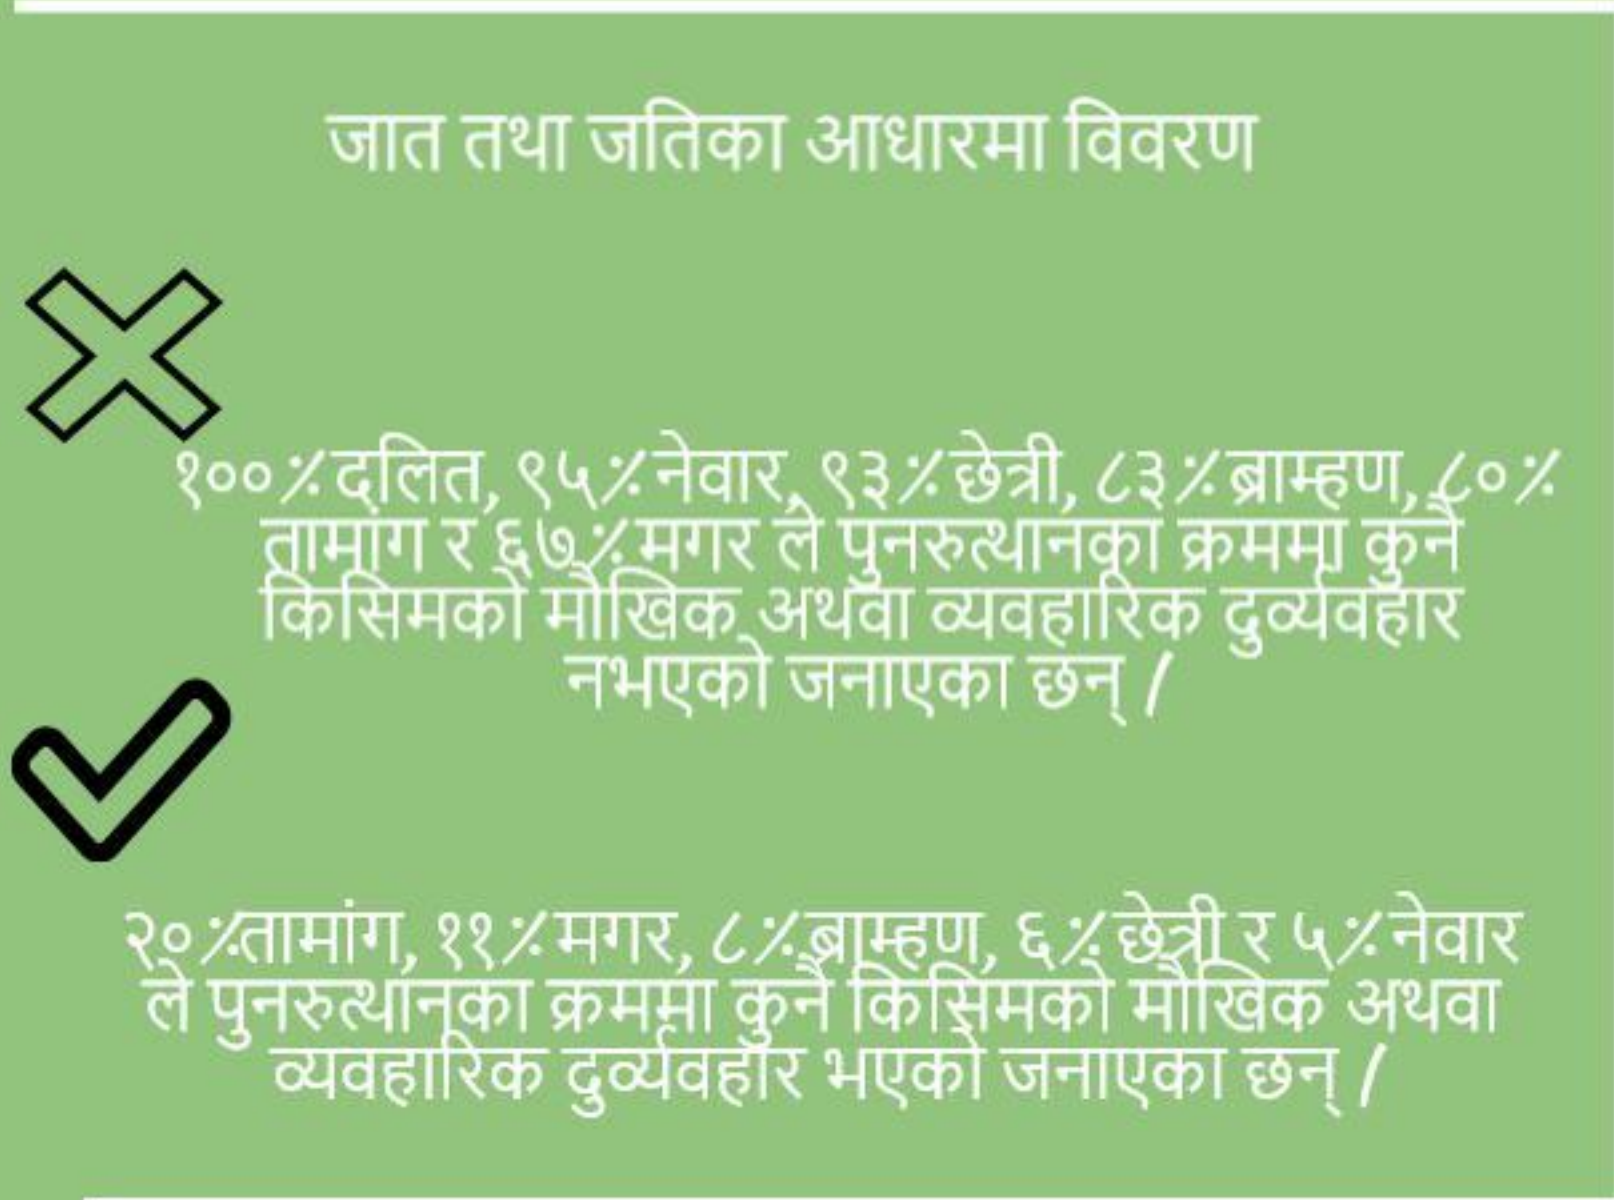 जात तथा जतिका आधारमा विवरण
१००٪दलित, ९५٪नेवार, ९३٪छेत्री, ८३٪ब्राम्हण, ८०٪
तामांग र ६७٪मगर ले पुनरुत्थानका क्रममा कुनै
किसिमको मौखिक अथवा व्यवहारिक दुर्व्यवहार
नभएको जनाएका छन् /
२०٪तामांग, ११٪मगर, ८٪ब्राम्हण, ६٪छेत्री र ५٪नेवार
ले पुनरुत्थानका क्रममा कुनै किसिमको मौखिक अथवा
व्यवहारिक दुर्व्यवहार भएको जनाएका छन् /